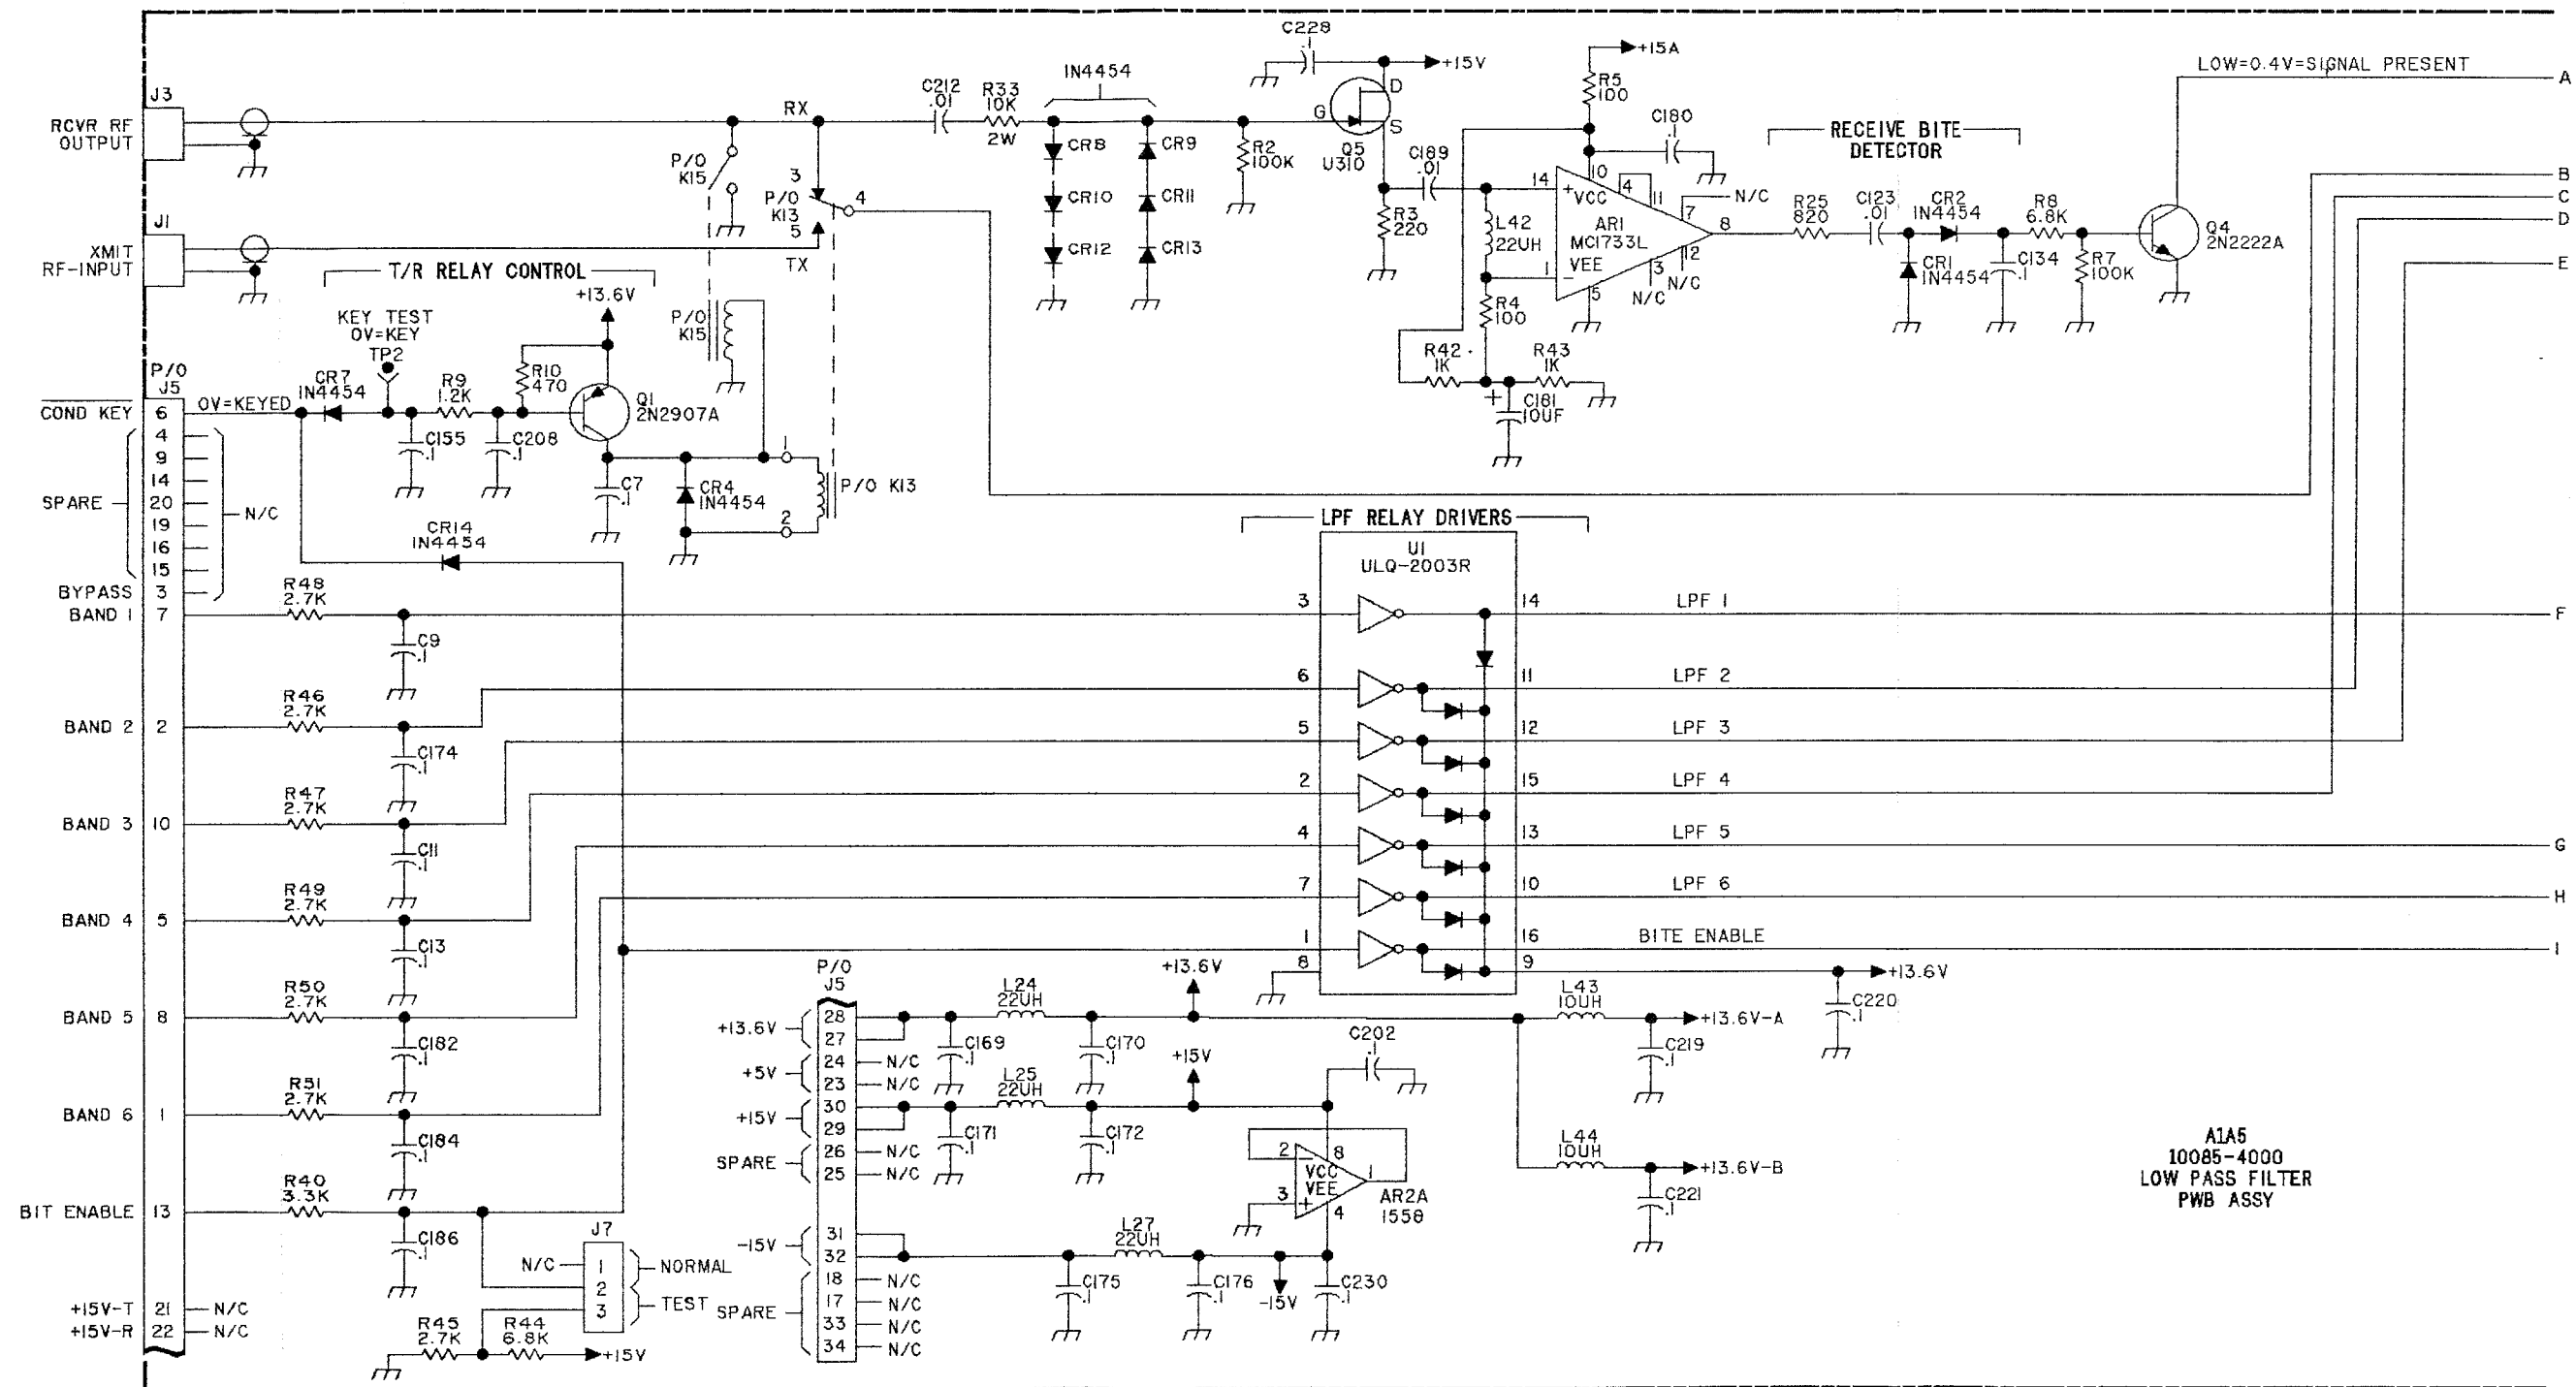 J3
RCVR RF
OUTPUT
J1
XMIT
RF-INPUT
RX
TX
P/O
K15
3
P/O
K13
5
4
C212
.01
R33
10K
2W
1N4454
CR8
CR10
CR12
CR9
CR11
CR13
R2
100K
C228
.1
+15V
G
D
S
Q5
U310
R3
220
C189
.01
L42
22UH
R4
100
R42
1K
R43
1K
+
C181
10UF
+15A
R5
100
C180
.1
14
+
VCC
10
4
11
7
N/C
AR1
MC1733L
8
1
-
VEE
5
3
N/C
12
N/C
RECEIVE BITE
DETECTOR
R25
820
C123
.01
CR2
1N4454
CR1
1N4454
C134
.1
R8
6.8K
R7
100K
Q4
2N2222A
LOW=0.4V=SIGNAL PRESENT
A
B
C
D
E
T/R RELAY CONTROL
+13.6V
KEY TEST
0V=KEY
TP2
P/O
K15
P/O
J5
COND KEY
6
0V=KEYED
CR7
1N4454
R9
1.2K
R10
470
Q1
2N2907A
C155
.1
C208
.1
C7
.1
CR4
1N4454
1
2
P/O K13
CR14
1N4454
SPARE
4
9
14
20
19
16
15
N/C
BYPASS
3
BAND 1
7
R48
2.7K
C9
.1
BAND 2
2
R46
2.7K
C174
.1
BAND 3
10
R47
2.7K
C11
.1
BAND 4
5
R49
2.7K
C13
.1
BAND 5
8
R50
2.7K
C182
.1
BAND 6
1
R51
2.7K
C184
.1
BIT ENABLE
13
R40
3.3K
C186
.1
+15V-T
21
N/C
+15V-R
22
N/C
J7
N/C
1
2
3
NORMAL
TEST
R45
2.7K
R44
6.8K
+15V
LPF RELAY DRIVERS
U1
ULQ-2003R
3
14
LPF 1
F
6
11
LPF 2
5
12
LPF 3
2
15
LPF 4
4
13
LPF 5
G
7
10
LPF 6
H
1
16
BITE ENABLE
I
8
9
+13.6V
C220
.1
P/O
J5
+13.6V
28
27
+5V
24
N/C
23
N/C
+15V
30
29
SPARE
26
N/C
25
N/C
-15V
31
32
SPARE
18
N/C
17
N/C
33
N/C
34
N/C
C169
.1
L24
22UH
C170
.1
+13.6V
C171
.1
L25
22UH
C172
.1
+15V
C202
.1
2
-
8
VCC
VEE
3
+
4
1
AR2A
1558
C175
.1
L27
22UH
C176
.1
-15V
C230
.1
L43
10UH
+13.6V-A
C219
.1
L44
10UH
+13.6V-B
C221
.1
A1A5
10085-4000
LOW PASS FILTER
PWB ASSY